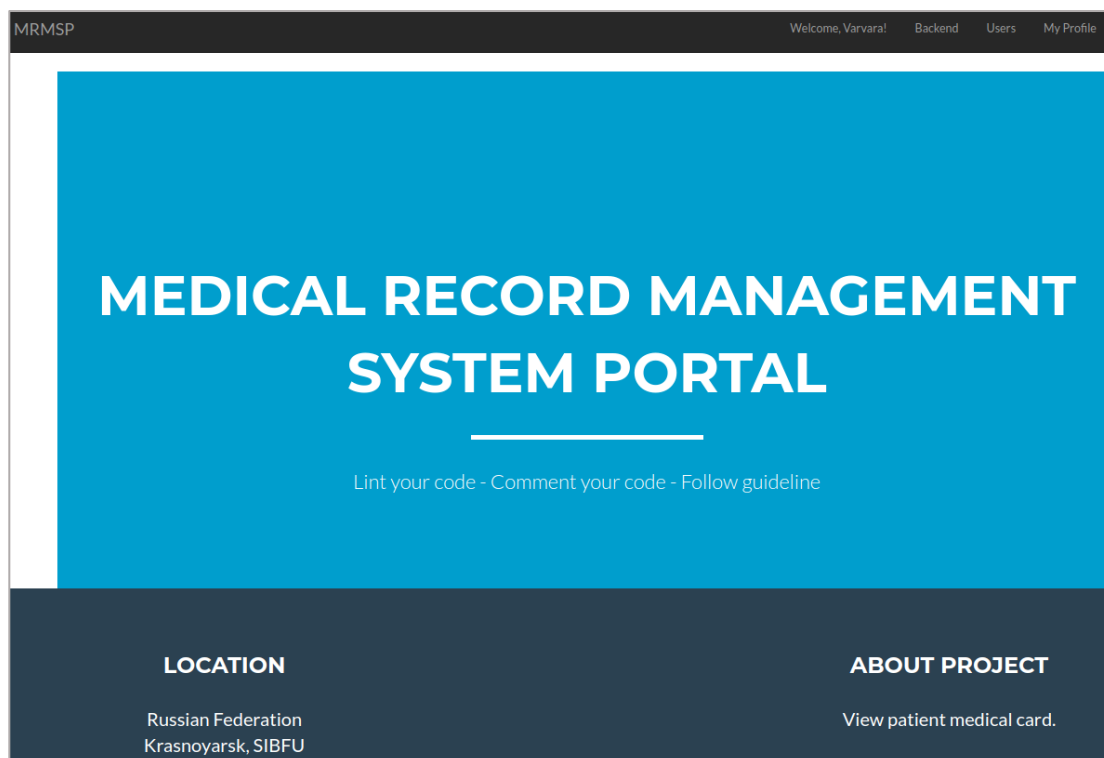 MRMSP
Welcome, Varvara! Backend Users My Profile
MEDICAL RECORD MANAGEMENT
SYSTEM PORTAL
Lint your code - Comment your code - Follow guideline
LOCATION
Russian Federation
Krasnoyarsk, SIBFU
ABOUT PROJECT
View patient medical card.